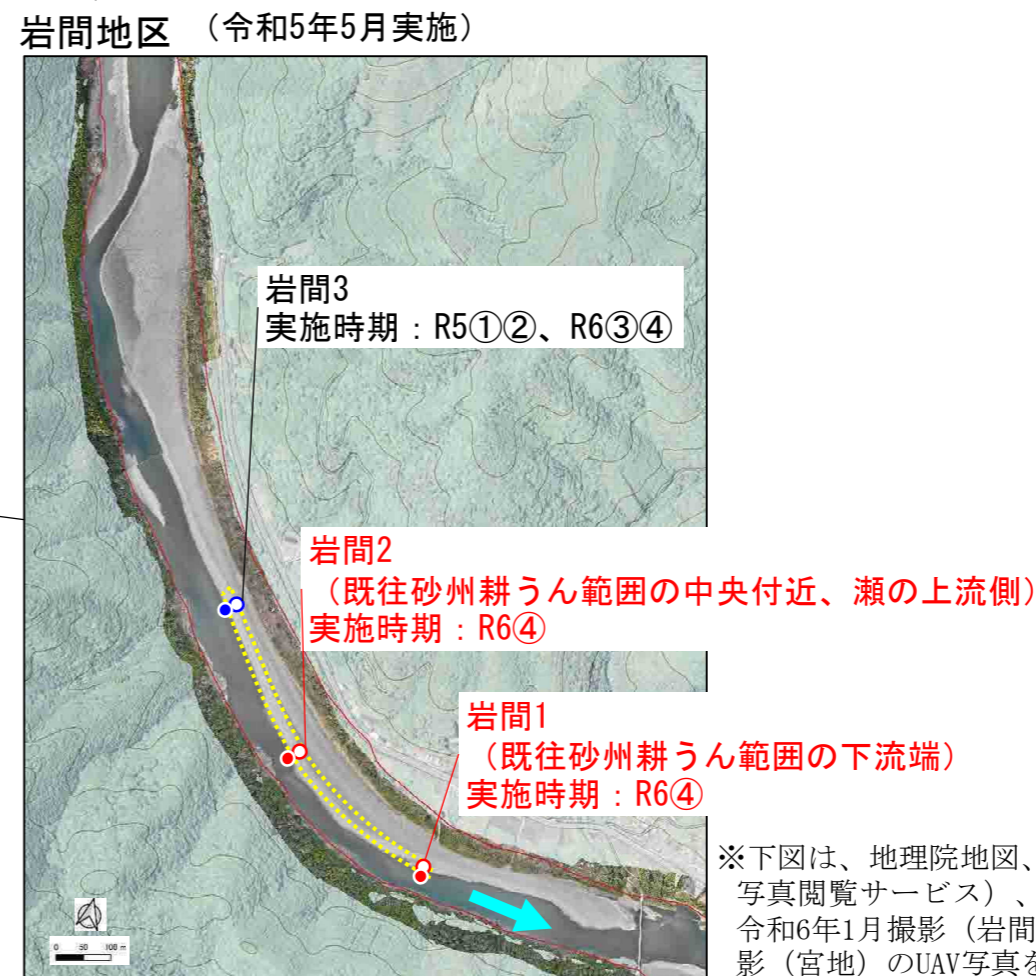 岩間地区 （令和5年5月実施）
岩間3
実施時期：R5①②、R6③④
岩間2
（既往砂州耕うん範囲の中央付近、瀬の上流側）
実施時期：R6④
岩間1
（既往砂州耕うん範囲の下流端）
実施時期：R6④
※下図は、地理院地図、
写真閲覧サービス）、
令和6年1月撮影（岩間
影（宮地）のUAV写真を
0 50 100 m